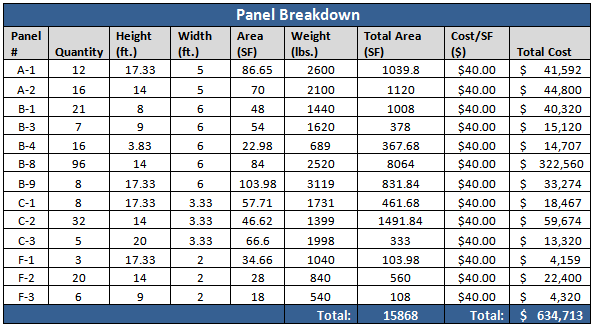 Panel Breakdown
Panel # Quantity Height (ft.) Width (ft.) Area (SF) Weight (lbs.) Total Area (SF) Cost/SF ($) Total Cost
A-1 12 17.33 5 86.65 2600 1039.8 $40.00 $ 41,592
A-2 16 14 5 70 2100 1120 $40.00 $ 44,800
B-1 21 8 6 48 1440 1008 $40.00 $ 40,320
B-3 7 9 6 54 1620 378 $40.00 $ 15,120
B-4 16 3.83 6 22.98 689 367.68 $40.00 $ 14,707
B-8 96 14 6 84 2520 8064 $40.00 $ 322,560
B-9 8 17.33 6 103.98 3119 831.84 $40.00 $ 33,274
C-1 8 17.33 3.33 57.71 1731 461.68 $40.00 $ 18,467
C-2 32 14 3.33 46.62 1399 1491.84 $40.00 $ 59,674
C-3 5 20 3.33 66.6 1998 333 $40.00 $ 13,320
F-1 3 17.33 2 34.66 1040 103.98 $40.00 $ 4,159
F-2 20 14 2 28 840 560 $40.00 $ 22,400
F-3 6 9 2 18 540 108 $40.00 $ 4,320
Total: 15868 Total: $ 634,713